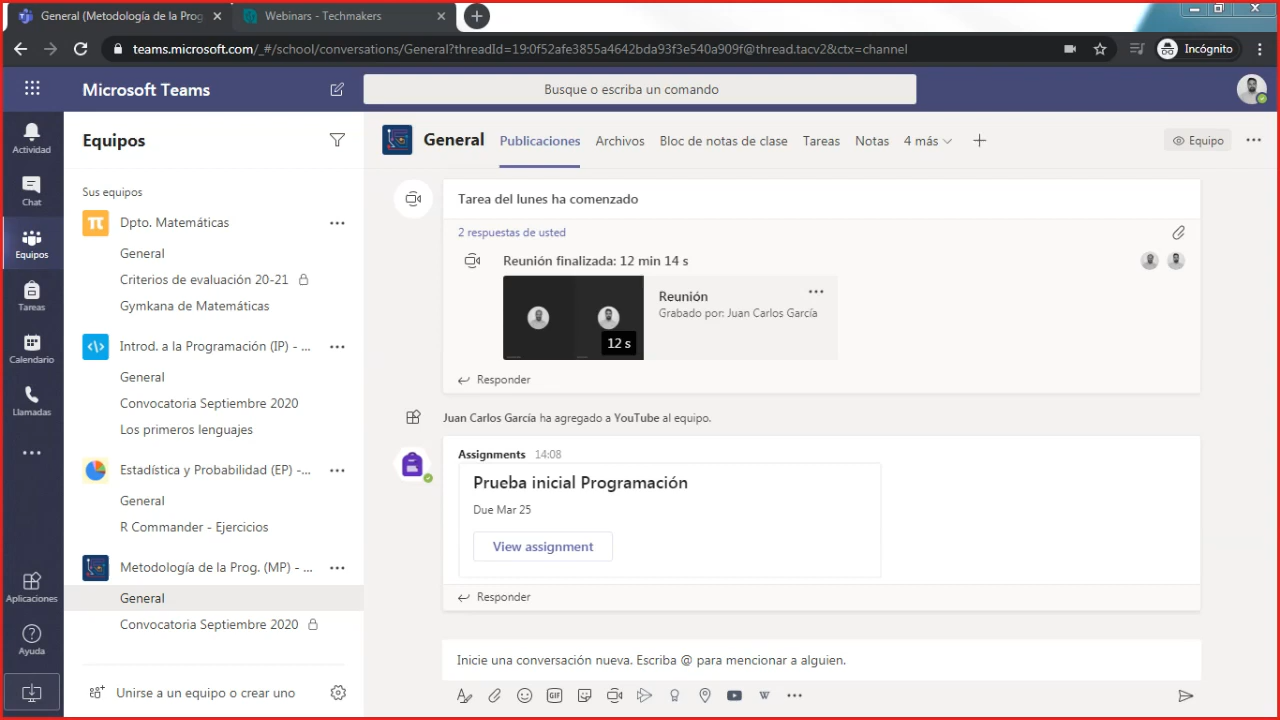 General (Metodología de la Prog
Webinars - Techmakers
teams.microsoft.com/_#/school/conversations/General?threadId=19:0f52afe3855a4642bda93f3e540a909f@thread.tacv2&ctx=channel
Incógnito
Microsoft Teams
Busque o escriba un comando
Actividad
Chat
Equipos
Tareas
Calendario
Llamadas
Aplicaciones
Ayuda
Equipos
Sus equipos
Dpto. Matemáticas
General
Criterios de evaluación 20-21
Gymkana de Matemáticas
Introd. a la Programación (IP) - ...
General
Convocatoria Septiembre 2020
Los primeros lenguajes
Estadística y Probabilidad (EP) -...
General
R Commander - Ejercicios
Metodología de la Prog. (MP) - ...
General
Convocatoria Septiembre 2020
Unirse a un equipo o crear uno
General
Publicaciones
Archivos
Bloc de notas de clase
Tareas
Notas
4 más
Equipo
Tarea del lunes ha comenzado
2 respuestas de usted
Reunión finalizada: 12 min 14 s
12 s
Reunión
Grabado por: Juan Carlos García
Responder
Juan Carlos García ha agregado a YouTube al equipo.
Assignments 14:08
Prueba inicial Programación
Due Mar 25
View assignment
Responder
Inicie una conversación nueva. Escriba @ para mencionar a alguien.
GIF
W